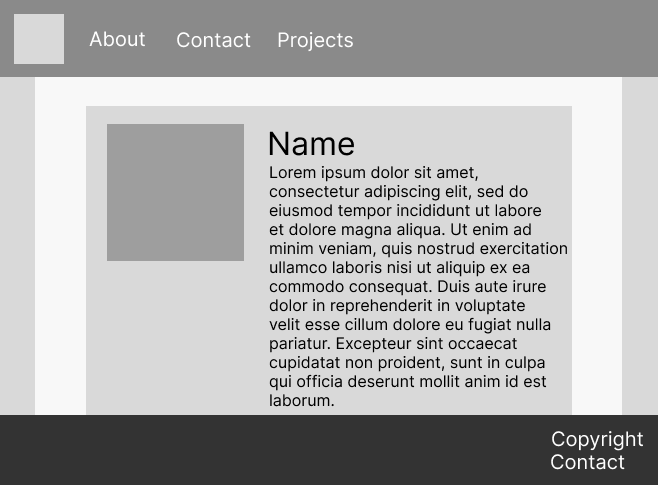 About Contact Projects
Name
Lorem ipsum dolor sit amet,
consectetur adipiscing elit, sed do
eiusmod tempor incididunt ut labore
et dolore magna aliqua. Ut enim ad
minim veniam, quis nostrud exercitation
ullamco laboris nisi ut aliquip ex ea
commodo consequat. Duis aute irure
dolor in reprehenderit in voluptate
velit esse cillum dolore eu fugiat nulla
pariatur. Excepteur sint occaecat
cupidatat non proident, sunt in culpa
qui officia deserunt mollit anim id est
laborum.
Copyright
Contact